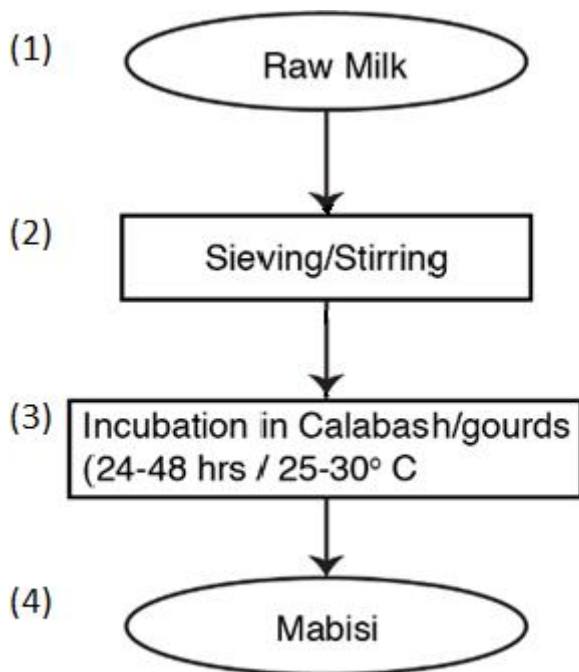 (1)
Raw Milk
(2)
Sieving/Stirring
(3)
Incubation in Calabash/gourds
(24-48 hrs / 25-30° C
(4)
Mabisi